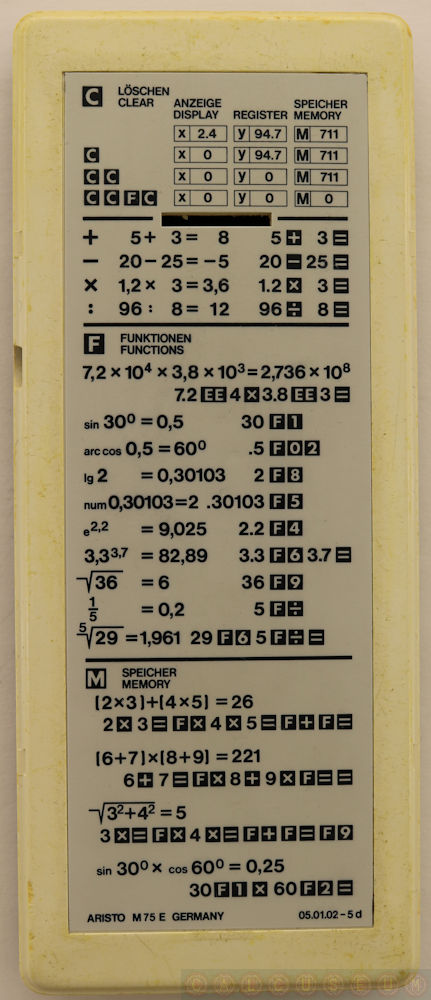 C LÖSCHEN
CLEAR
ANZEIGE
DISPLAY
REGISTER
SPEICHER
MEMORY
x 2.4 y 94.7 M 711
C x 0 y 94.7 M 711
C C x 0 y 0 M 711
C C F C x 0 y 0 M 0
+ 5+ 3= 8 5 + 3 =
− 20−25=−5 20 − 25 =
× 1,2× 3=3,6 1.2 × 3 =
: 96: 8= 12 96 ÷ 8 =
F FUNKTIONEN
FUNCTIONS
7,2×10⁴×3,8×10³=2,736×10⁸
7.2 EE 4 × 3.8 EE 3 =
sin 30⁰ =0,5 30 F 1
arc cos 0,5=60⁰ .5 F 0 2
lg 2 =0,30103 2 F 8
num 0,30103=2 .30103 F 5
e²,² =9,025 2.2 F 4
3,3³,⁷ =82,89 3.3 F 6 3.7 =
√36 =6 36 F 9
1/5 =0,2 5 F ÷
⁵√29 =1,961 29 F 6 5 F ÷ =
M SPEICHER
MEMORY
(2×3)+(4×5)=26
2 × 3 = F × 4 × 5 = F + F =
(6+7)×(8+9)=221
6 + 7 = F × 8 + 9 × F = =
√3²+4² =5
3 × = F × 4 × = F + F = F 9
sin 30⁰ × cos 60⁰ =0,25
30 F 1 × 60 F 2 =
ARISTO M 75 E GERMANY 05.01.02−5 d
©CALCUSEUM